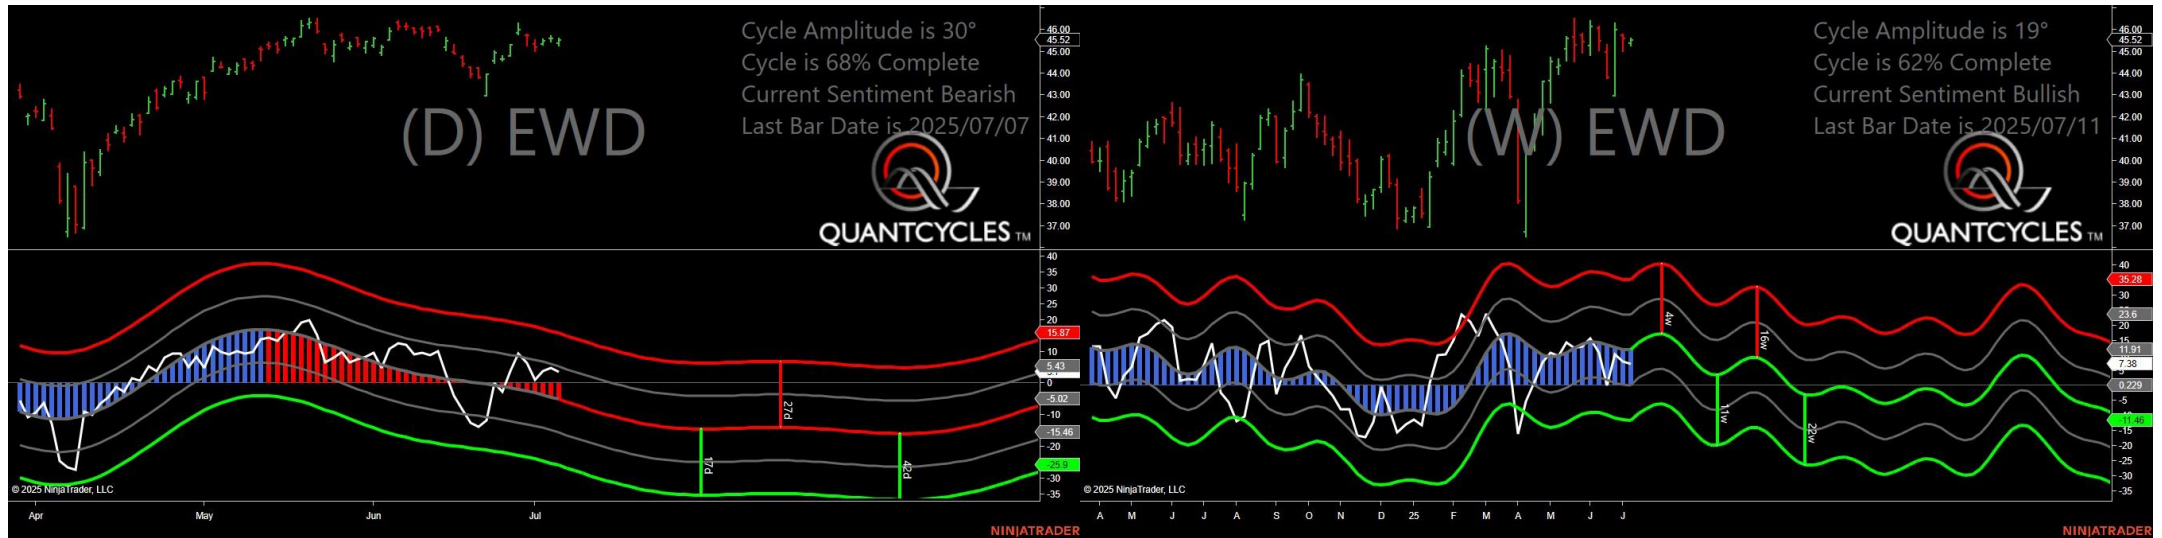 Cycle Amplitude is 30°
Cycle is 68% Complete
Current Sentiment Bearish
Last Bar Date is 2025/07/07
(D) EWD
QUANTCYCLES TM
46.00
45.52
45.00
44.00
43.00
42.00
41.00
40.00
39.00
38.00
37.00
40
35
30
25
20
15.87
10
5.43
0
-5.02
-10
-15.46
-20
-25.9
-30
-35
27d
17d
42d
© 2025 NinjaTrader, LLC
Apr May Jun Jul
NINJATRADER
Cycle Amplitude is 19°
Cycle is 62% Complete
Current Sentiment Bullish
Last Bar Date is 2025/07/11
(W) EWD
QUANTCYCLES TM
46.00
45.52
45.00
44.00
43.00
42.00
41.00
40.00
39.00
38.00
37.00
40
35.28
30
23.6
20
15
11.91
7.38
0.229
-5
-11.46
-15
-20
-25
-30
-35
4w
16w
11w
22w
© 2025 NinjaTrader, LLC
A M J J A S O N D 25 F M A M J J
NINJATRADER